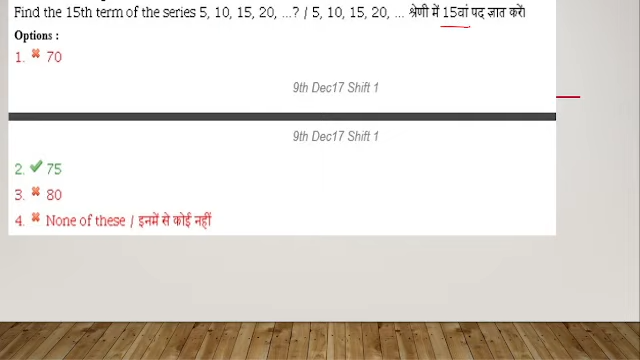 Find the 15th term of the series 5, 10, 15, 20, ...? / 5, 10, 15, 20, ... श्रेणी में 15वां पद ज्ञात करें।
Options :
1. ✖ 70
9th Dec17 Shift 1
9th Dec17 Shift 1
2. ✔ 75
3. ✖ 80
4. ✖ None of these / इनमें से कोई नहीं